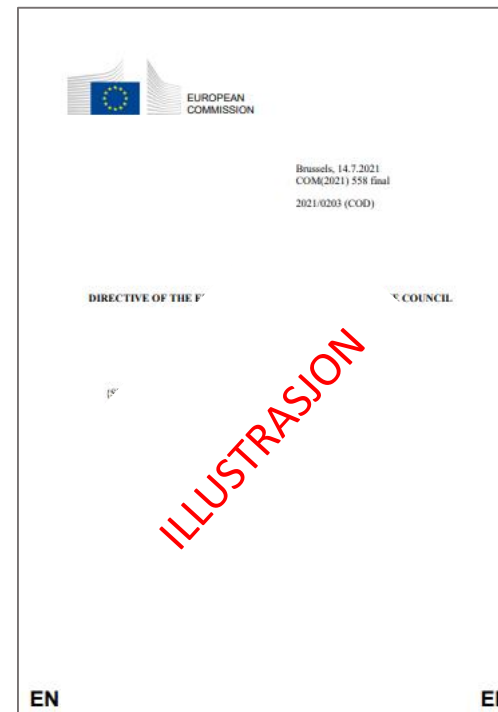 EUROPEAN
COMMISSION
Brussels, 14.7.2021
COM(2021) 558 final
2021/0203 (COD)
DIRECTIVE OF THE
COUNCIL
ILLUSTRASJON
EN